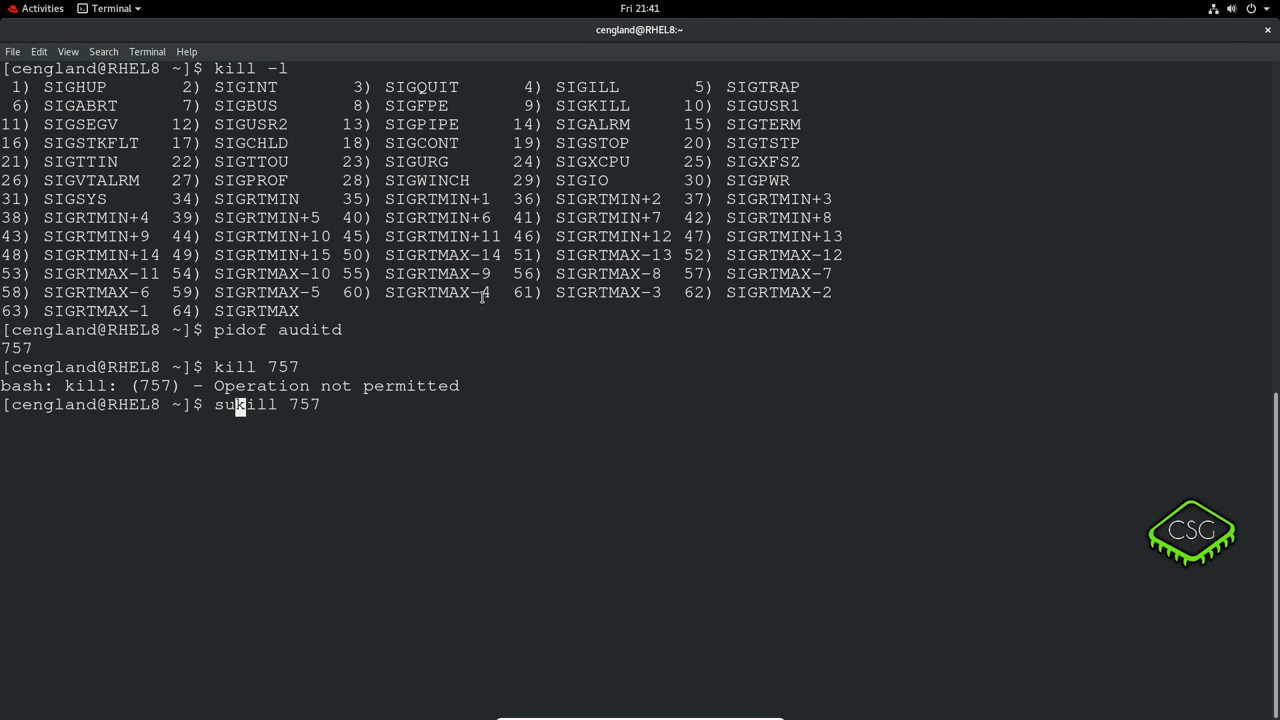 Activities Terminal Fri 21:41
cengland@RHEL8:~ ×
File Edit View Search Terminal Help
[cengland@RHEL8 ~]$ kill -l
1) SIGHUP 2) SIGINT 3) SIGQUIT 4) SIGILL 5) SIGTRAP
6) SIGABRT 7) SIGBUS 8) SIGFPE 9) SIGKILL 10) SIGUSR1
11) SIGSEGV 12) SIGUSR2 13) SIGPIPE 14) SIGALRM 15) SIGTERM
16) SIGSTKFLT 17) SIGCHLD 18) SIGCONT 19) SIGSTOP 20) SIGTSTP
21) SIGTTIN 22) SIGTTOU 23) SIGURG 24) SIGXCPU 25) SIGXFSZ
26) SIGVTALRM 27) SIGPROF 28) SIGWINCH 29) SIGIO 30) SIGPWR
31) SIGSYS 34) SIGRTMIN 35) SIGRTMIN+1 36) SIGRTMIN+2 37) SIGRTMIN+3
38) SIGRTMIN+4 39) SIGRTMIN+5 40) SIGRTMIN+6 41) SIGRTMIN+7 42) SIGRTMIN+8
43) SIGRTMIN+9 44) SIGRTMIN+10 45) SIGRTMIN+11 46) SIGRTMIN+12 47) SIGRTMIN+13
48) SIGRTMIN+14 49) SIGRTMIN+15 50) SIGRTMAX-14 51) SIGRTMAX-13 52) SIGRTMAX-12
53) SIGRTMAX-11 54) SIGRTMAX-10 55) SIGRTMAX-9 56) SIGRTMAX-8 57) SIGRTMAX-7
58) SIGRTMAX-6 59) SIGRTMAX-5 60) SIGRTMAX-4 61) SIGRTMAX-3 62) SIGRTMAX-2
63) SIGRTMAX-1 64) SIGRTMAX
[cengland@RHEL8 ~]$ pidof auditd
757
[cengland@RHEL8 ~]$ kill 757
bash: kill: (757) - Operation not permitted
[cengland@RHEL8 ~]$ sukill 757
CSG